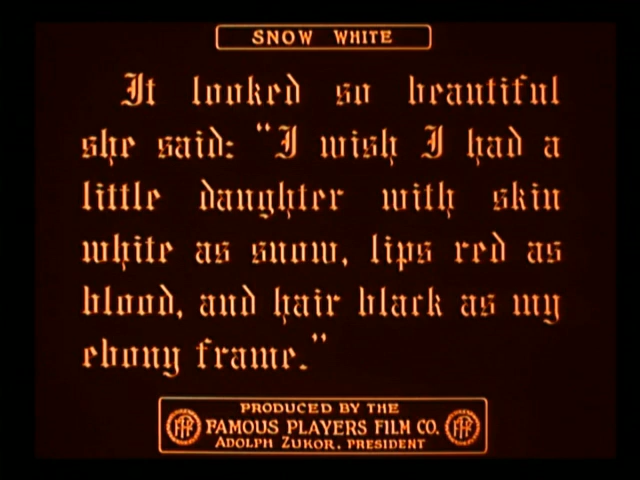 SNOW WHITE
It looked so beautiful
she said: "I wish I had a
little daughter with skin
white as snow, lips red as
blood, and hair black as my
ebony frame."
PRODUCED BY THE
FAMOUS PLAYERS FILM CO.
ADOLPH ZUKOR, PRESIDENT